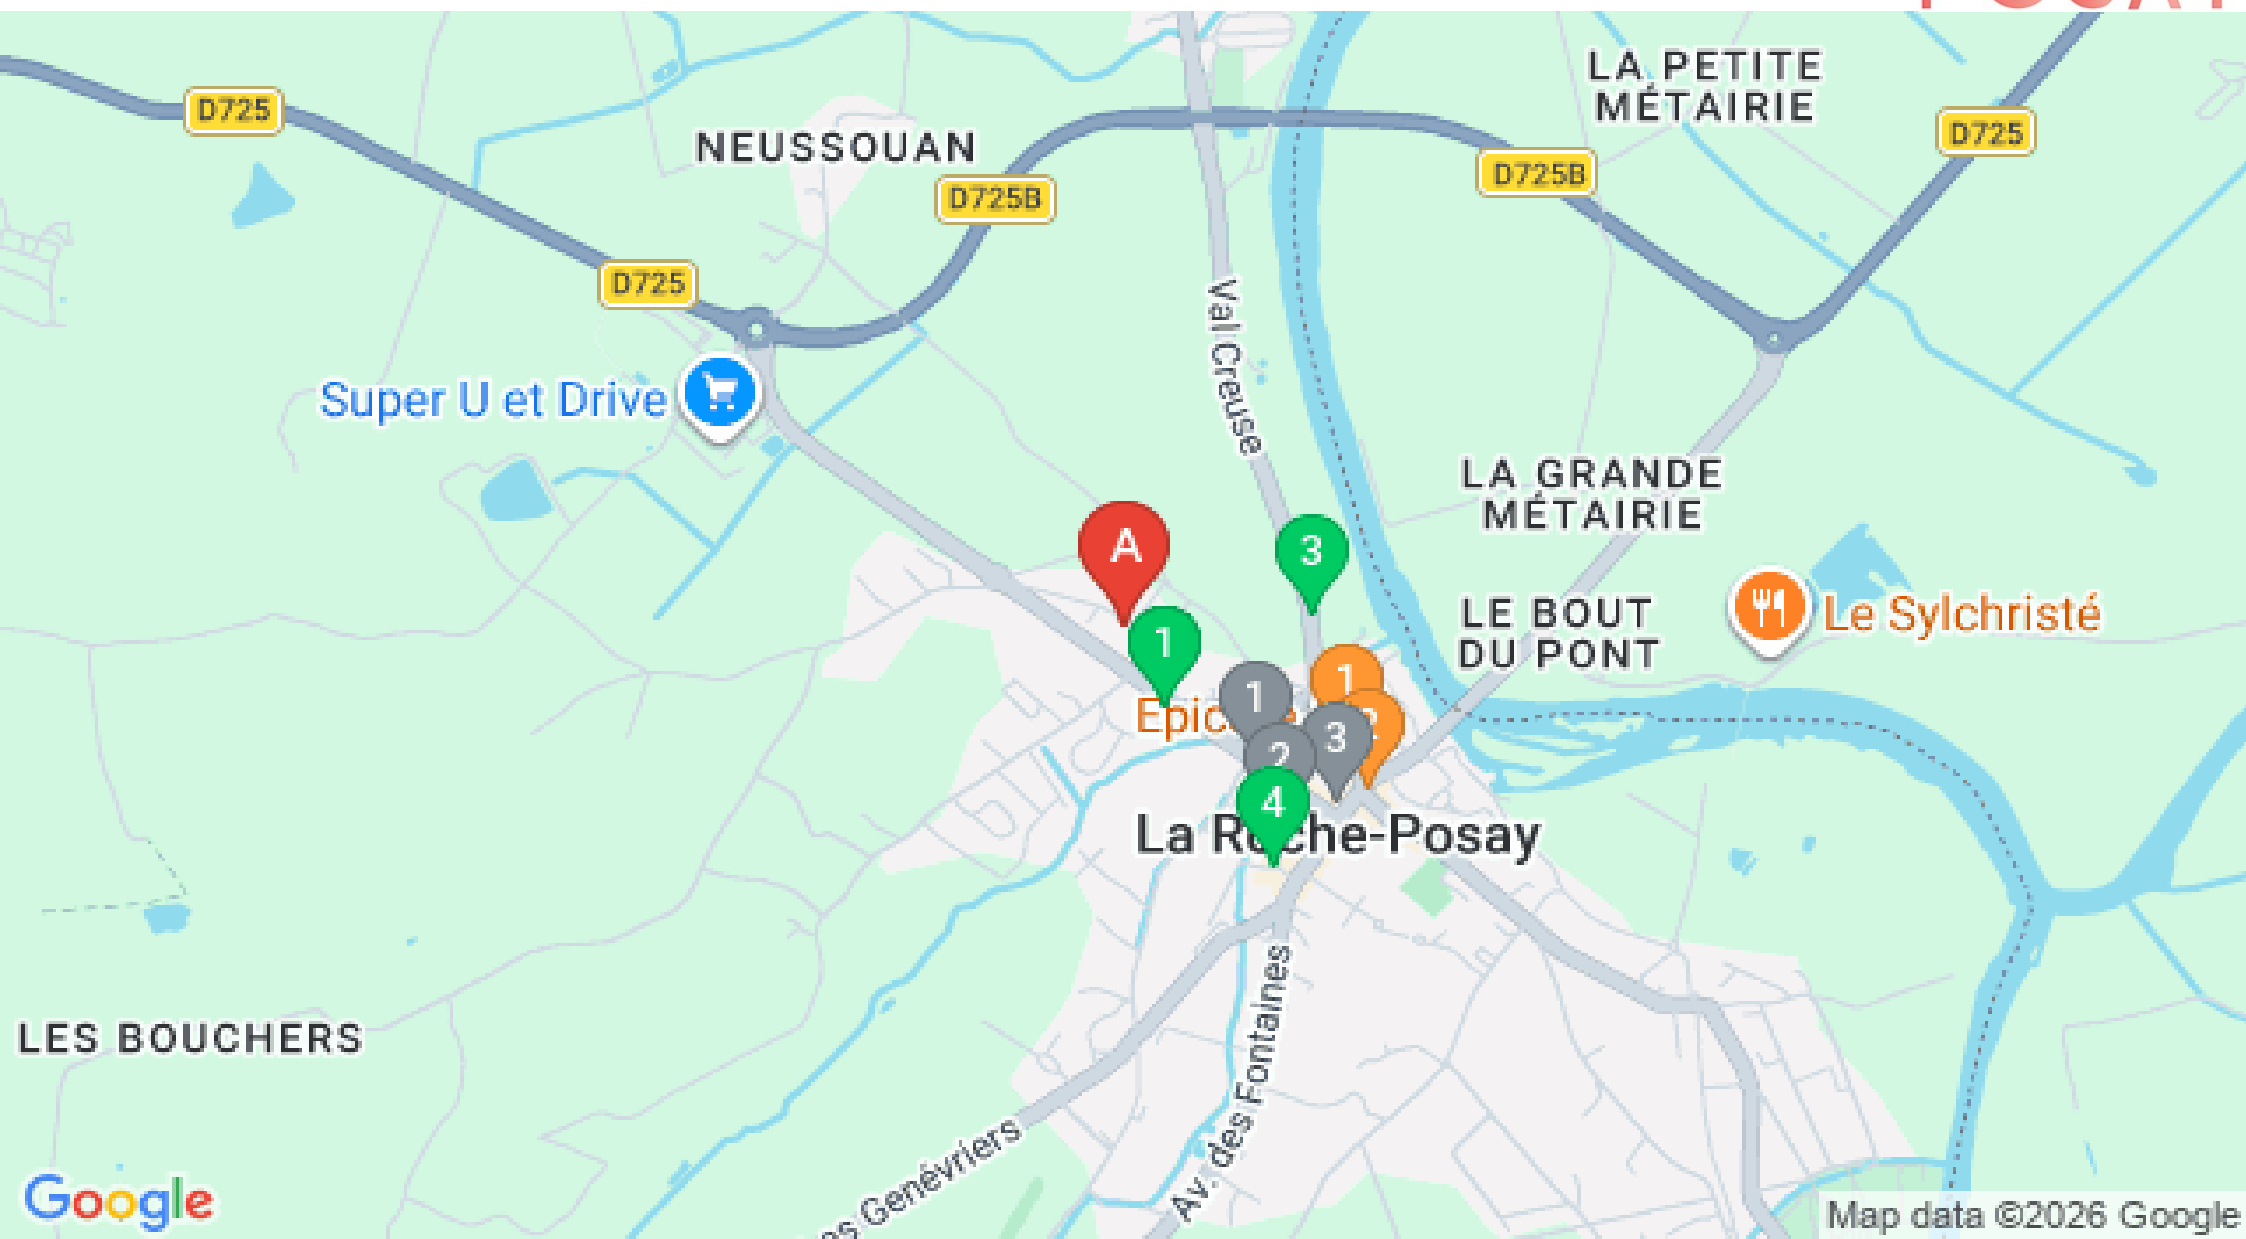 D725
NEUSSOUAN
D725B
LA PETITE
MÉTAIRIE
D725
D725B
D725
Val Creuse
Super U et Drive
LA GRANDE
MÉTAIRIE
A
3
LE BOUT
DU PONT
Le Sylchristé
1
1
1
2
3
2
4
La Roche-Posay
LES BOUCHERS
Av. des Fontaines
Genévriers
Google
Map data ©2026 Google